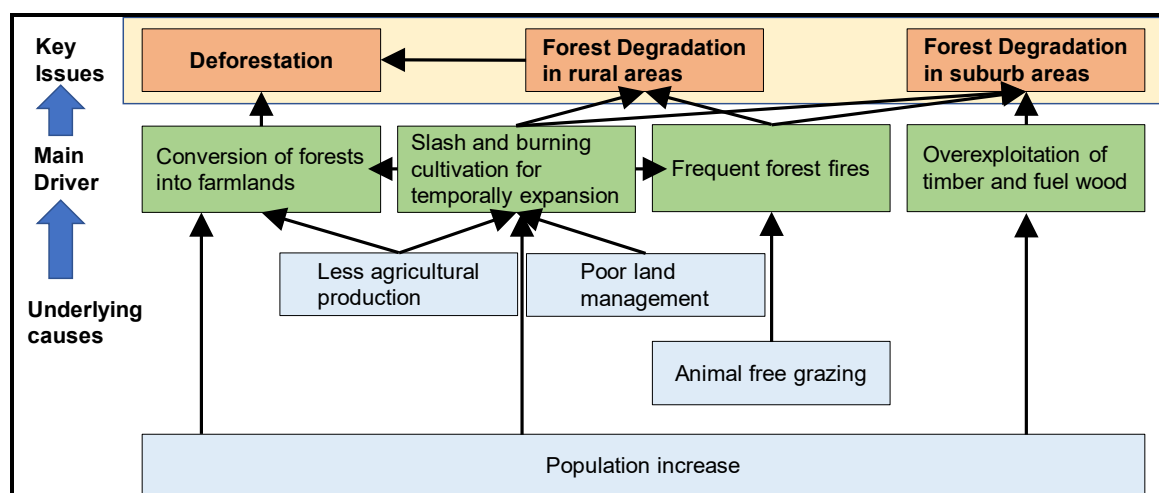 Key
Issues
Deforestation
Forest Degradation
in rural areas
Forest Degradation
in suburb areas
Main
Driver
Conversion of forests
into farmlands
Slash and burning
cultivation for
temporally expansion
Frequent forest fires
Overexploitation of
timber and fuel wood
Underlying
causes
Less agricultural
production
Poor land
management
Animal free grazing
Population increase